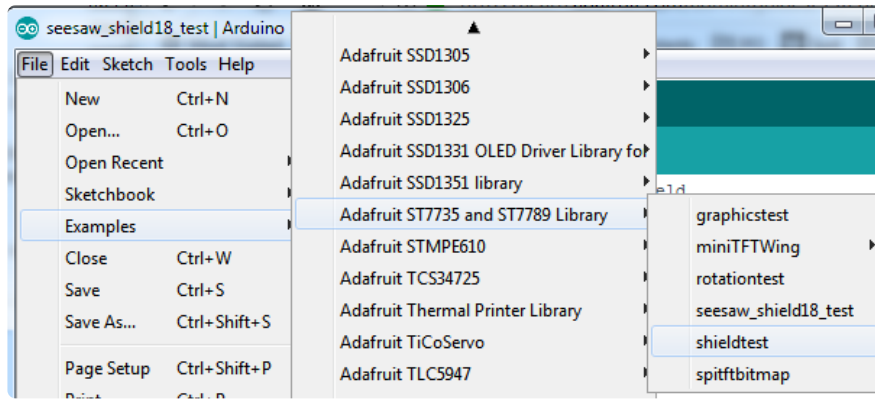 seesaw_shield18_test | Arduino
File Edit Sketch Tools Help
New Ctrl+N
Open... Ctrl+O
Open Recent
Sketchbook
Examples
Close Ctrl+W
Save Ctrl+S
Save As... Ctrl+Shift+S
Page Setup Ctrl+Shift+P
Adafruit SSD1305
Adafruit SSD1306
Adafruit SSD1325
Adafruit SSD1331 OLED Driver Library for
Adafruit SSD1351 library
Adafruit ST7735 and ST7789 Library
Adafruit STMPE610
Adafruit TCS34725
Adafruit Thermal Printer Library
Adafruit TiCoServo
Adafruit TLC5947
graphicstest
miniTFTWing
rotationtest
seesaw_shield18_test
shieldtest
spitftbitmap